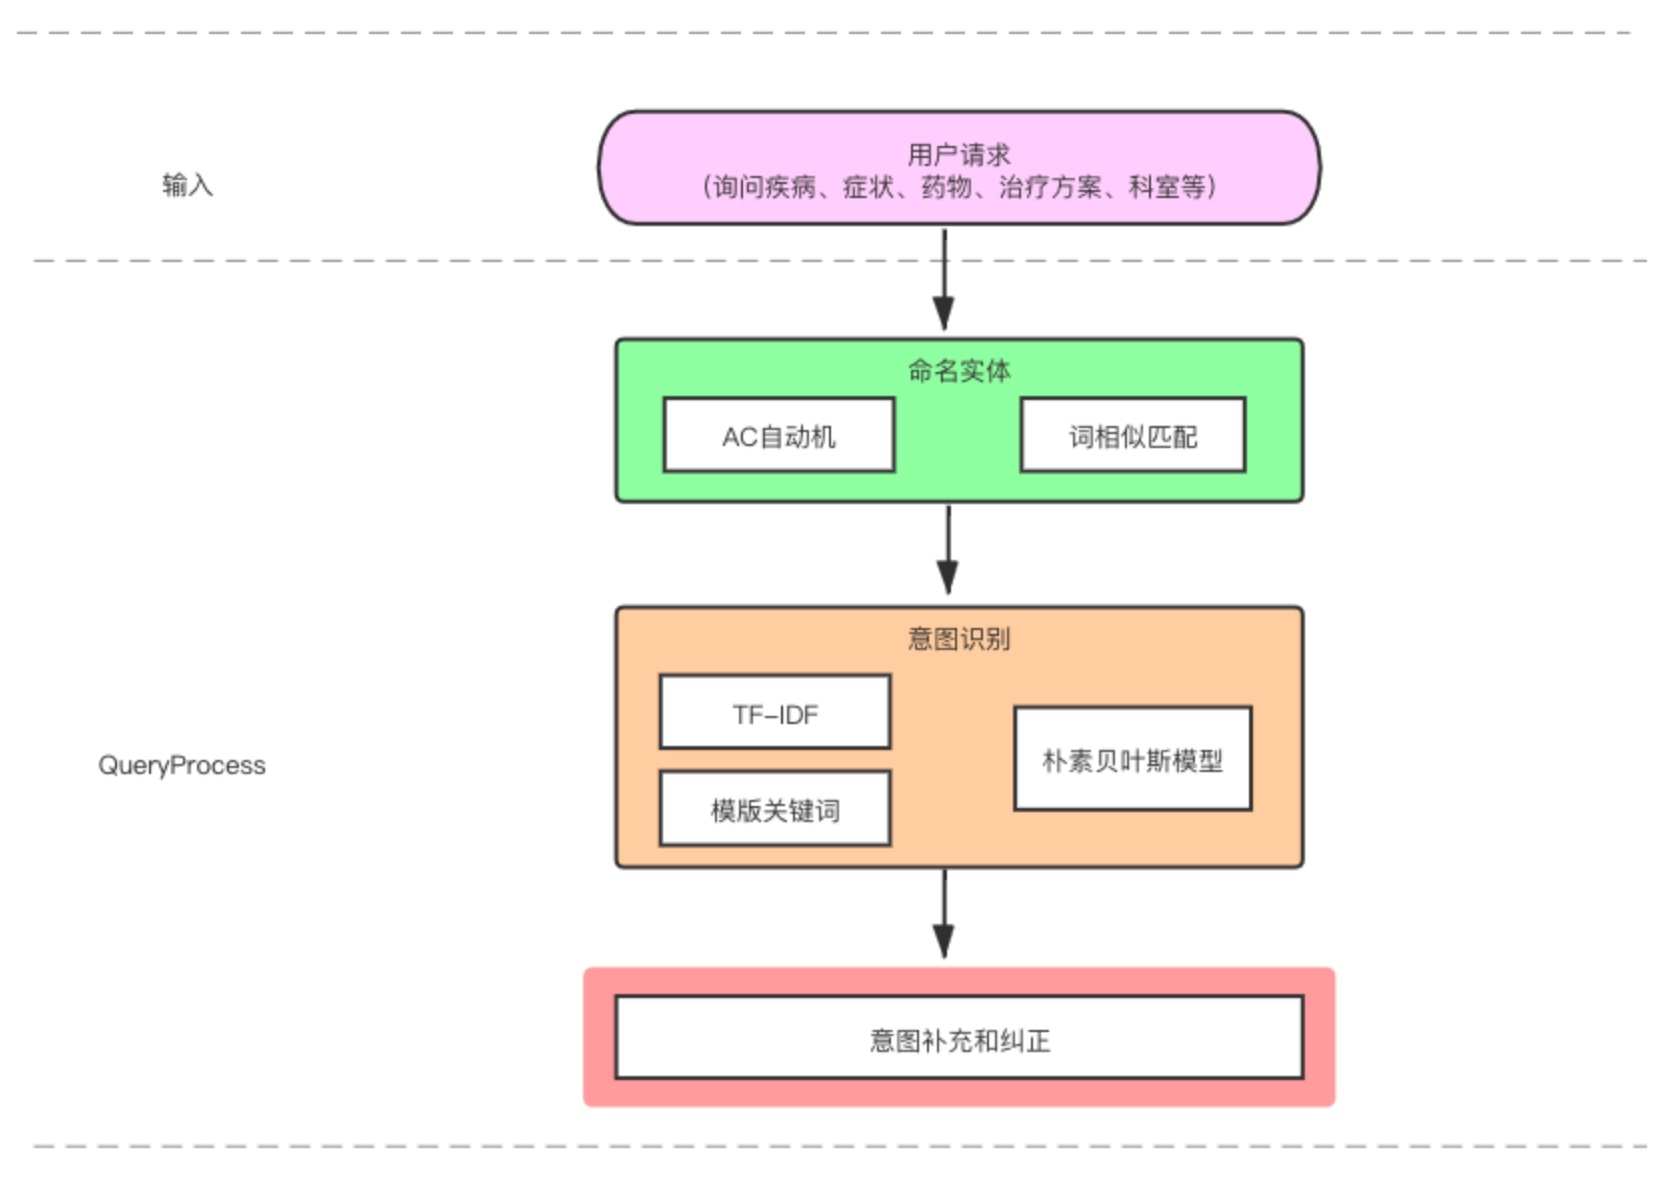 用户请求
输入
（询问疾病、症状、药物、治疗方案、科室等）
命名实体
AC自动机
词相似匹配
意图识别
TF-IDF
朴素贝叶斯模型
QueryProcess
模版关键词
意图补充和纠正